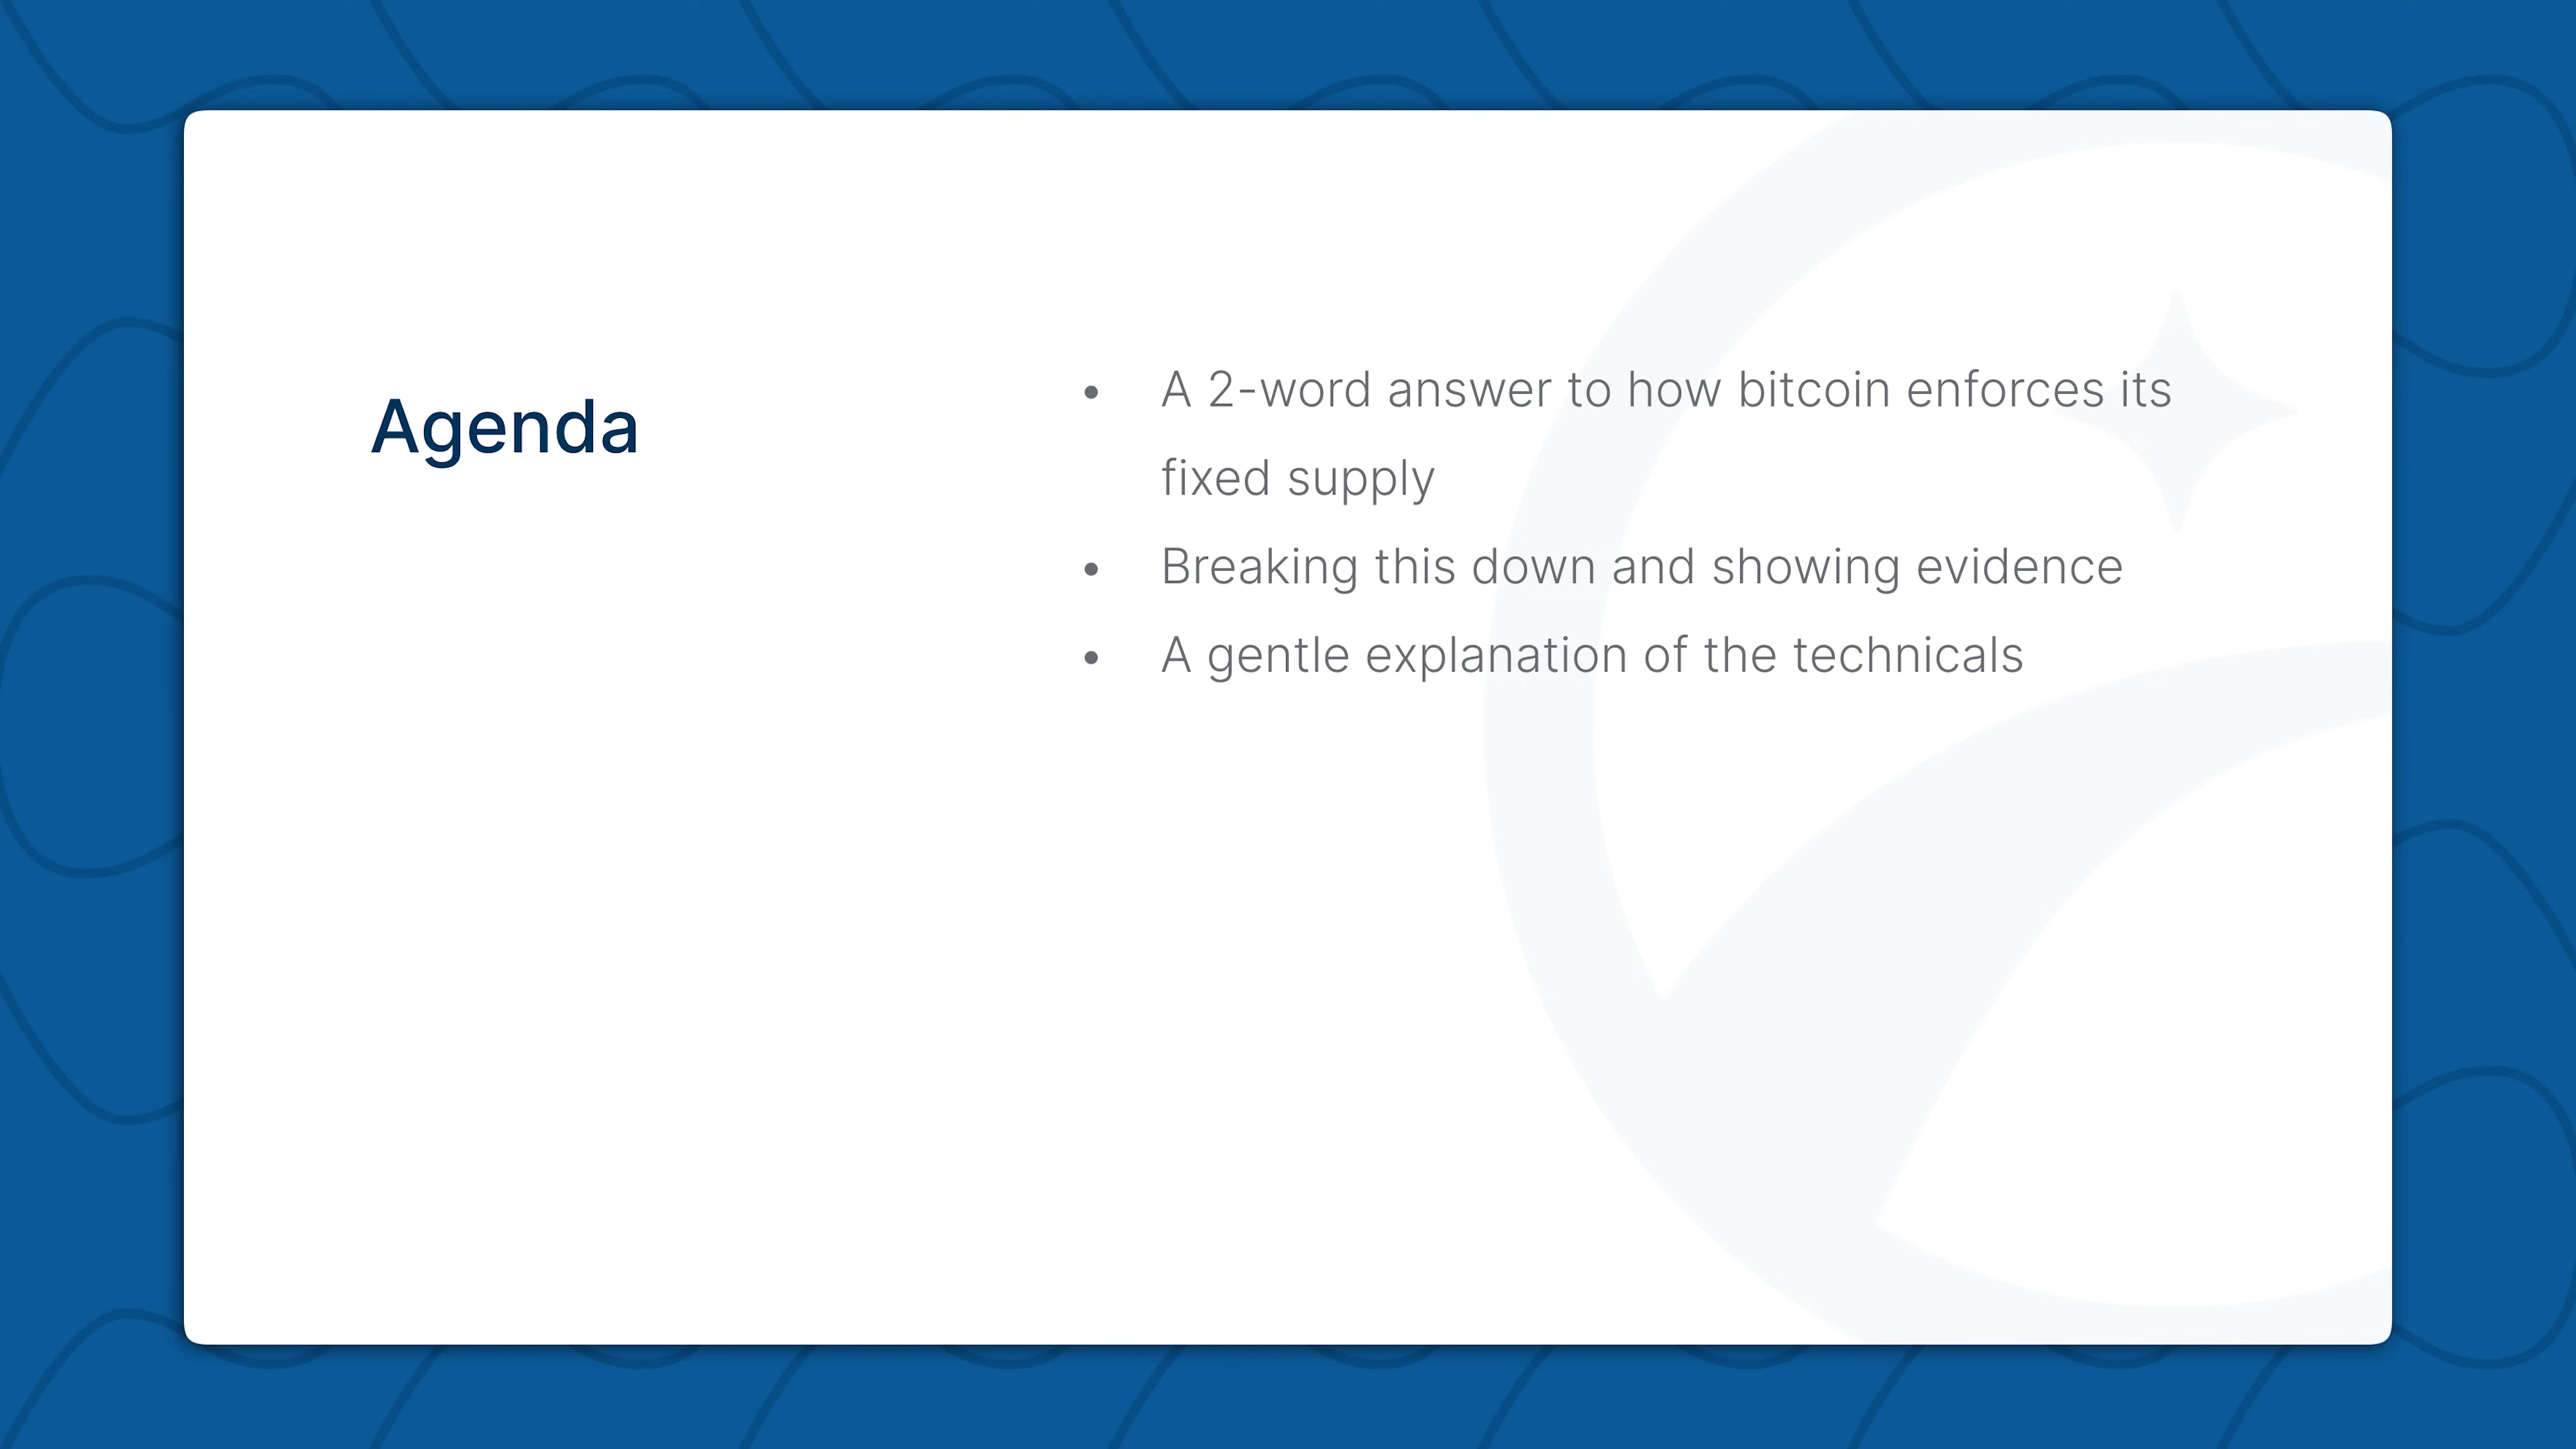 Agenda
• A 2-word answer to how bitcoin enforces its
fixed supply
• Breaking this down and showing evidence
• A gentle explanation of the technicals